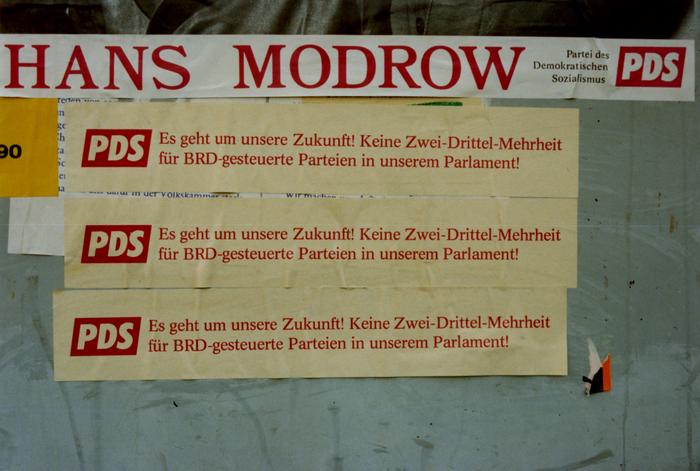 HANS MODROW
Partei des
Demokratischen
Sozialismus
PDS
90
PDS
Es geht um unsere Zukunft! Keine Zwei-Drittel-Mehrheit
für BRD-gesteuerte Parteien in unserem Parlament!
PDS
Es geht um unsere Zukunft! Keine Zwei-Drittel-Mehrheit
für BRD-gesteuerte Parteien in unserem Parlament!
PDS
Es geht um unsere Zukunft! Keine Zwei-Drittel-Mehrheit
für BRD-gesteuerte Parteien in unserem Parlament!